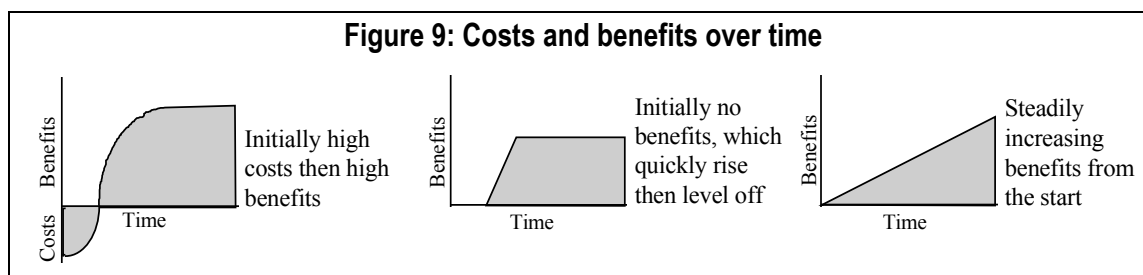 Figure 9: Costs and benefits over time
Benefits
Costs
Time
Initially high
costs then high
benefits
Benefits
Time
Initially no
benefits, which
quickly rise
then level off
Benefits
Time
Steadily
increasing
benefits from
the start